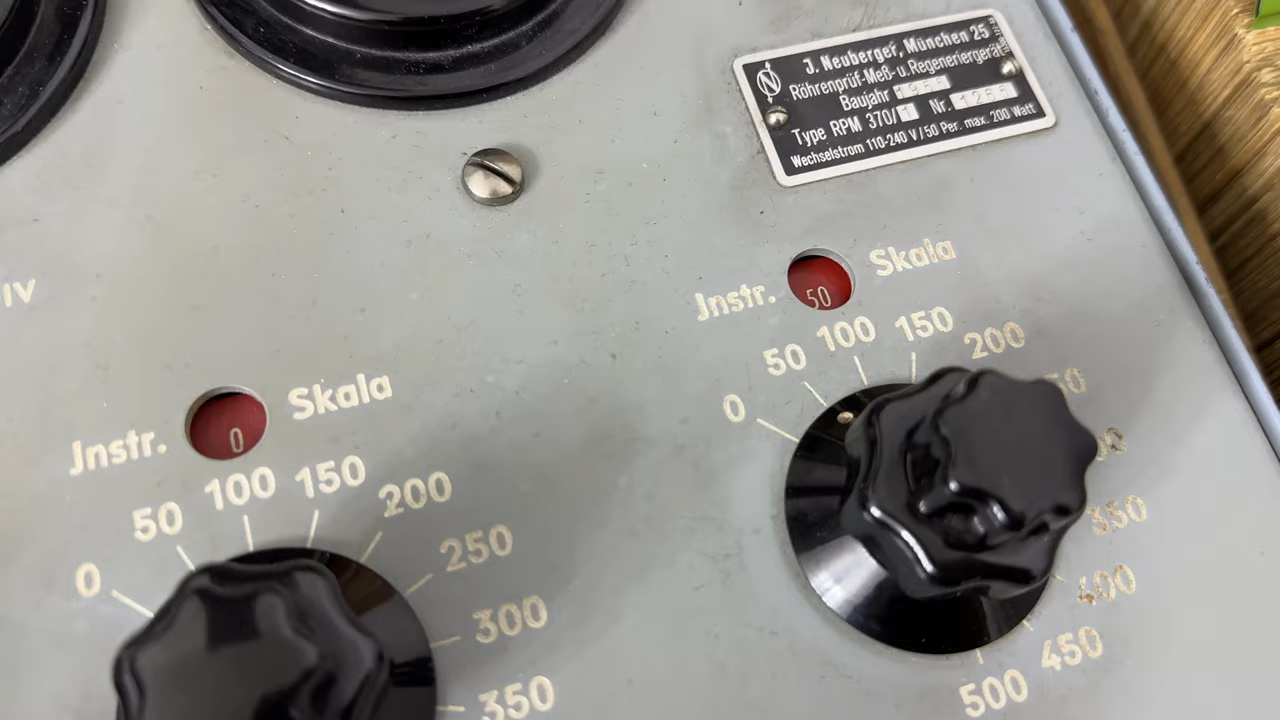 J. Neuberger, München 25
Röhrenprüf-Meß-u. Regeneriergerät
Baujahr
Nr.
Type RPM 370/1
Wechselstrom 110-240 V/50 Per. max. 200 Watt
IV
Jnstr. 50 Skala
0 50 100 150 200
350
400
450
500
Jnstr. 0 Skala
0 50 100 150 200
250
300
350